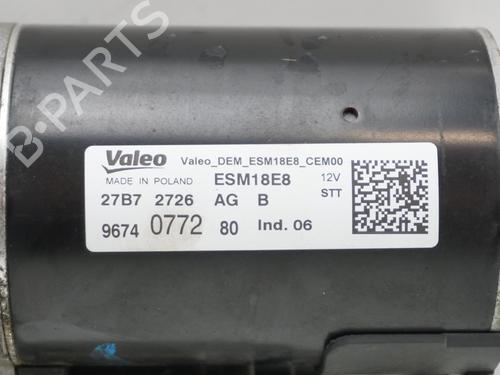 Valeo Valeo_DEM_ESM18E8_CEM00
MADE IN POLAND ESM18E8 12V
27B7 2726 AG B STT
9674 0772 80 Ind. 06
B-PARTS